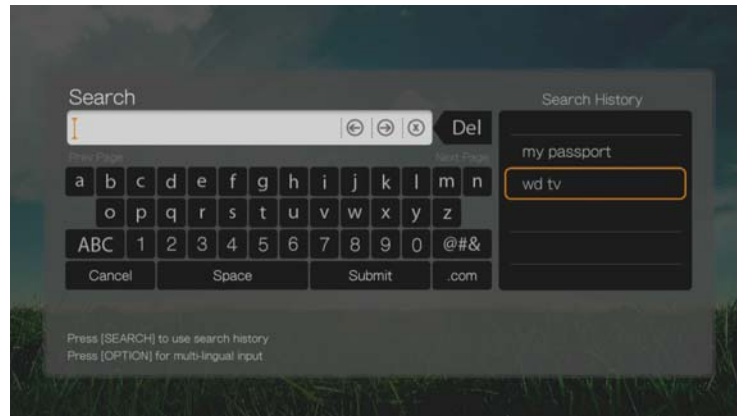 Search
Search History
Del
Prev Page
Next Page
a b c d e f g h i j k l m n
o p q r s t u v w x y z
ABC 1 2 3 4 5 6 7 8 9 0 @#&
Cancel Space Submit .com
my passport
wd tv
Press [SEARCH] to use search history
Press [OPTION] for multi-lingual input